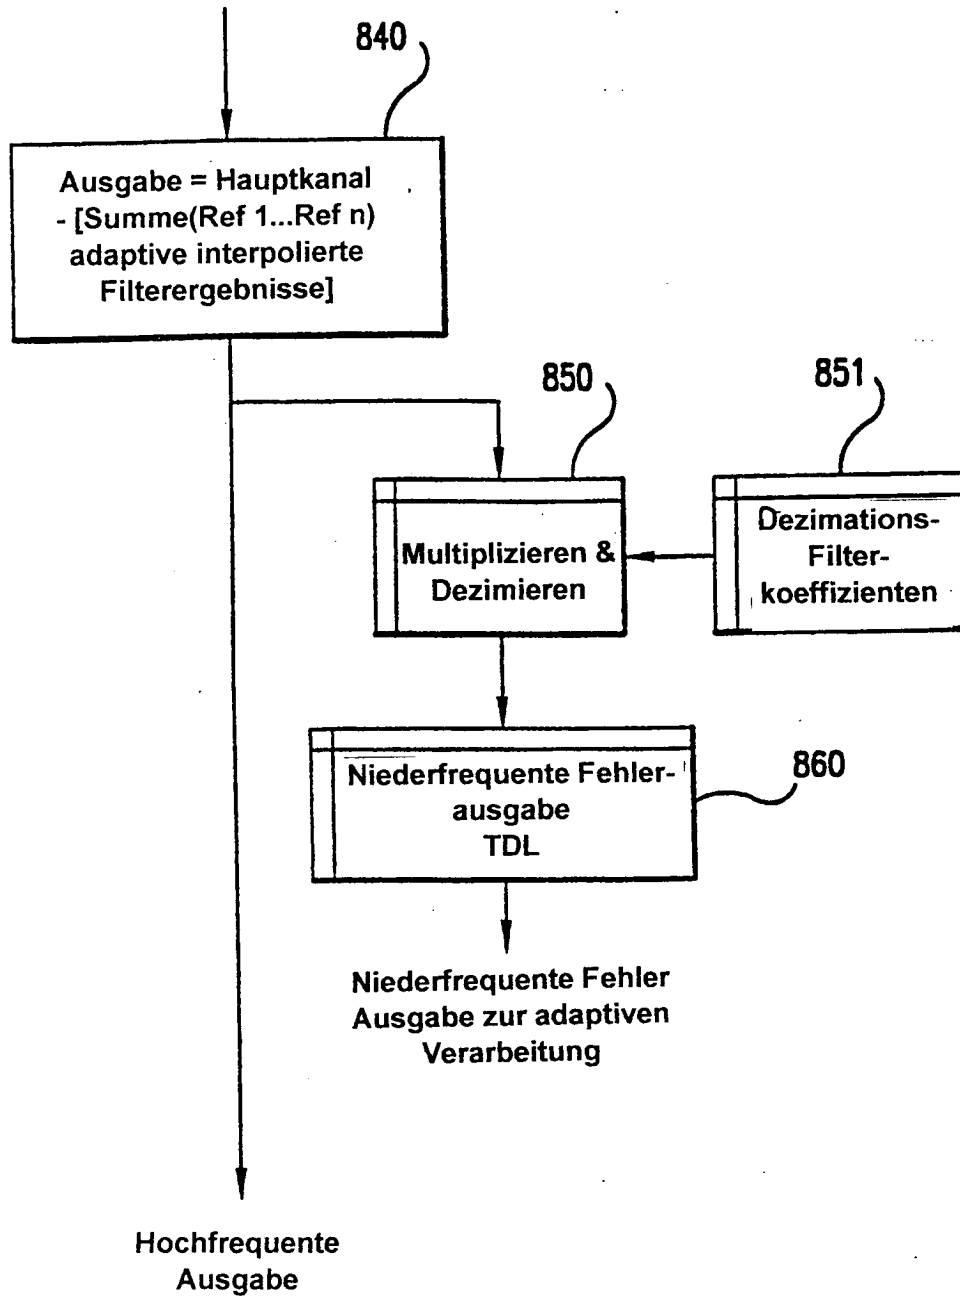 840
Ausgabe = Hauptkanal
- [Summe(Ref 1...Ref n)
adaptive interpolierte
Filterergebnisse]
850
851
Multiplizieren &
Dezimieren
Dezimations-
Filter-
koeffizienten
860
Niederfrequente Fehler-
ausgabe
TDL
Niederfrequente Fehler
Ausgabe zur adaptiven
Verarbeitung
Hochfrequente
Ausgabe